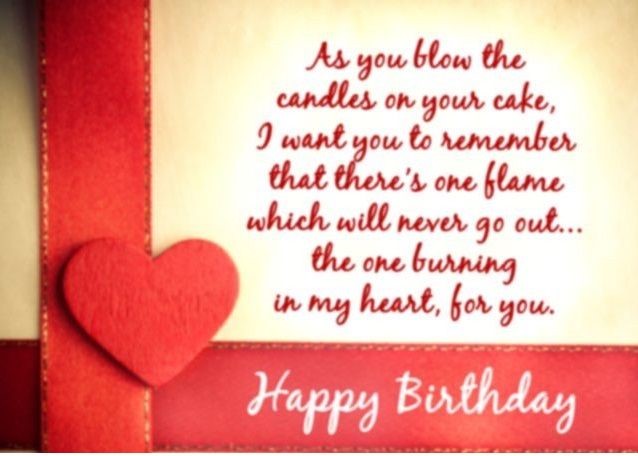 As you blow the
candles on your cake,
I want you to remember
that there's one flame
which will never go out...
the one burning
in my heart, for you.
Happy Birthday